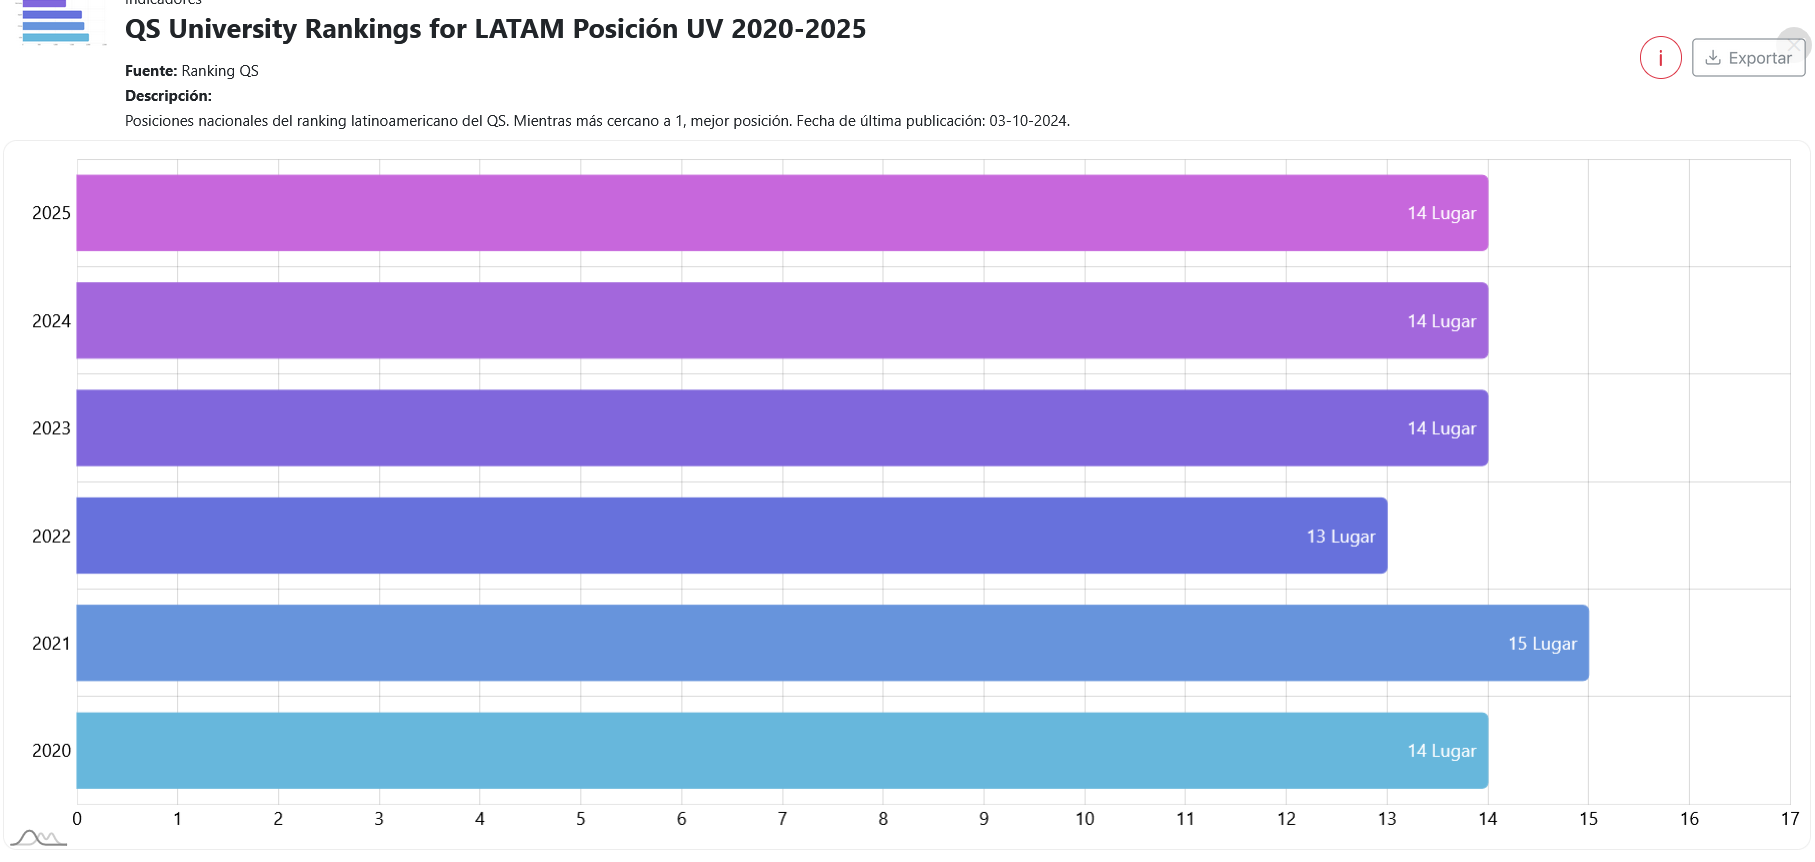 Indicadores
QS University Rankings for LATAM Posición UV 2020-2025
Fuente: Ranking QS
Descripción:
Posiciones nacionales del ranking latinoamericano del QS. Mientras más cercano a 1, mejor posición. Fecha de última publicación: 03-10-2024.
i
Exportar
2025
14 Lugar
2024
14 Lugar
2023
14 Lugar
2022
13 Lugar
2021
15 Lugar
2020
14 Lugar
0 1 2 3 4 5 6 7 8 9 10 11 12 13 14 15 16 17